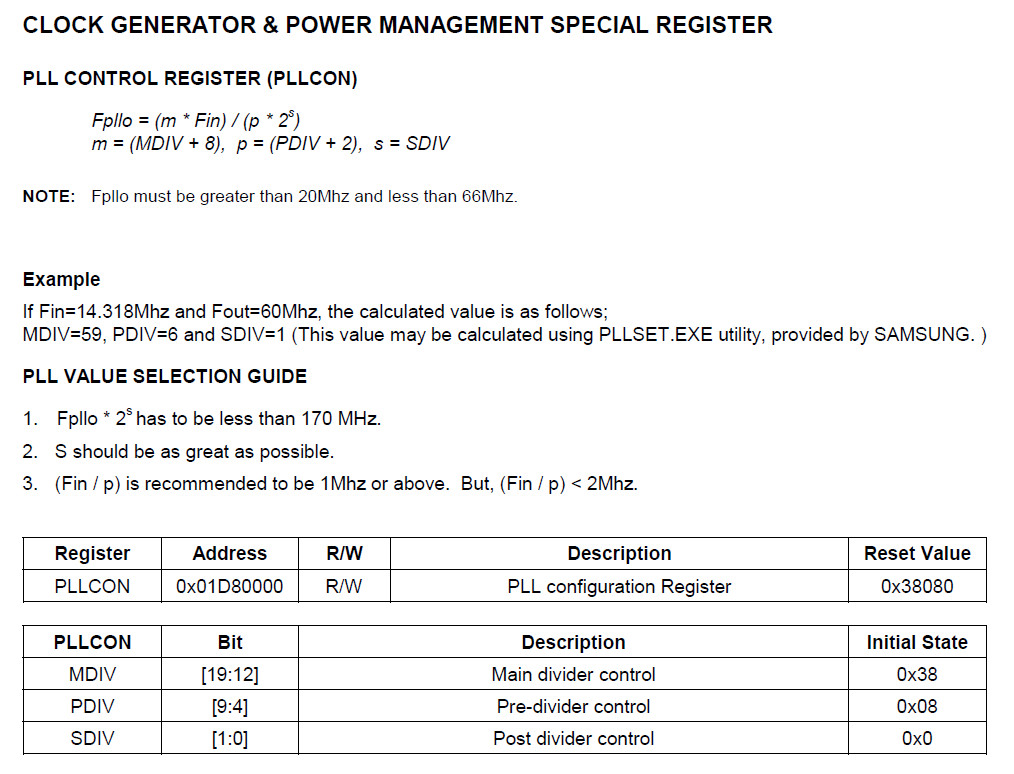 CLOCK GENERATOR & POWER MANAGEMENT SPECIAL REGISTER
PLL CONTROL REGISTER (PLLCON)
Fpllo = (m * Fin) / (p * 2^s)
m = (MDIV + 8), p = (PDIV + 2), s = SDIV
NOTE: Fpllo must be greater than 20Mhz and less than 66Mhz.
Example
If Fin=14.318Mhz and Fout=60Mhz, the calculated value is as follows;
MDIV=59, PDIV=6 and SDIV=1 (This value may be calculated using PLLSET.EXE utility, provided by SAMSUNG. )
PLL VALUE SELECTION GUIDE
1. Fpllo * 2^s has to be less than 170 MHz.
2. S should be as great as possible.
3. (Fin / p) is recommended to be 1Mhz or above. But, (Fin / p) < 2Mhz.
Register Address R/W Description Reset Value
PLLCON 0x01D80000 R/W PLL configuration Register 0x38080
PLLCON Bit Description Initial State
MDIV [19:12] Main divider control 0x38
PDIV [9:4] Pre-divider control 0x08
SDIV [1:0] Post divider control 0x0